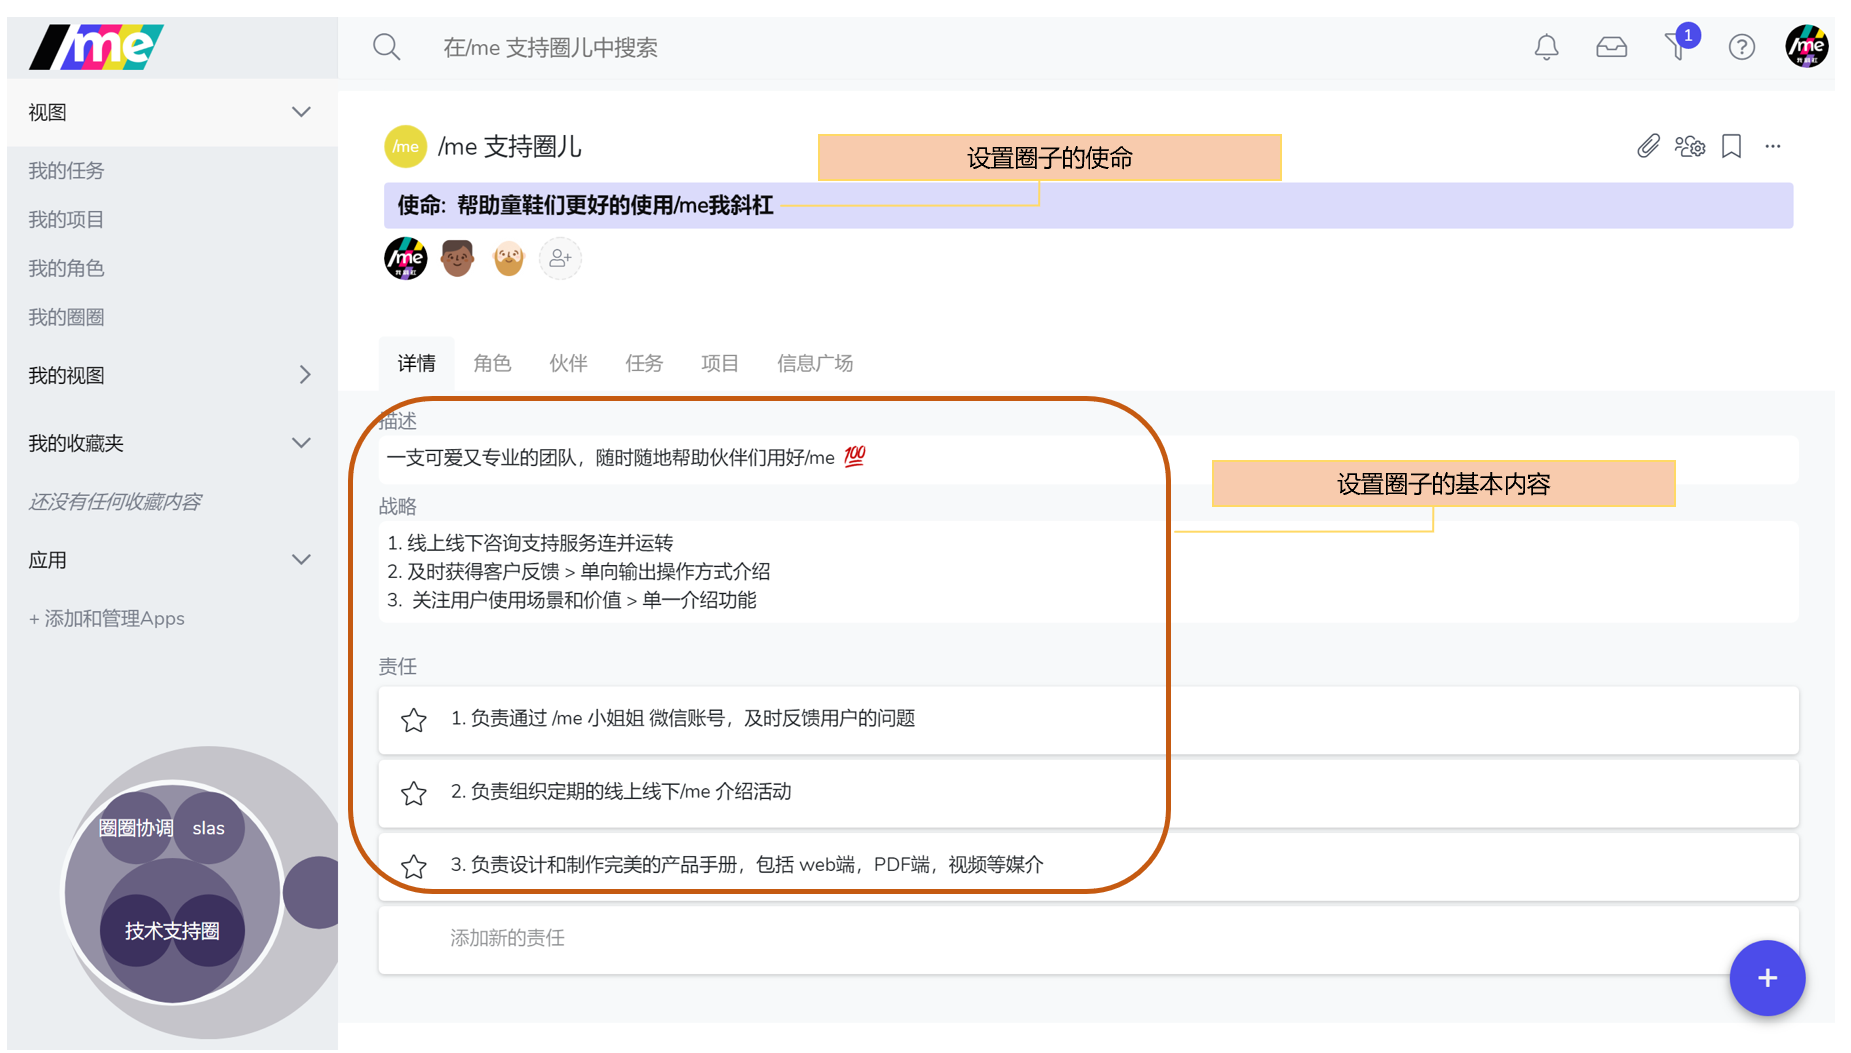 /me
在/me 支持圈儿中搜索
1
/me
我斜杠
视图
我的任务
我的项目
我的角色
我的圈圈
我的视图
我的收藏夹
还没有任何收藏内容
应用
+ 添加和管理Apps
圈圈协调
slas
技术支持圈
/me
/me 支持圈儿
设置圈子的使命
使命: 帮助童鞋们更好的使用/me我斜杠
/me
我斜杠
详情
角色
伙伴
任务
项目
信息广场
描述
一支可爱又专业的团队，随时随地帮助伙伴们用好/me 💯
设置圈子的基本内容
战略
1. 线上线下咨询支持服务连并运转
2. 及时获得客户反馈 > 单向输出操作方式介绍
3. 关注用户使用场景和价值 > 单一介绍功能
责任
1. 负责通过 /me 小姐姐 微信账号，及时反馈用户的问题
2. 负责组织定期的线上线下/me 介绍活动
3. 负责设计和制作完美的产品手册，包括 web端，PDF端，视频等媒介
添加新的责任